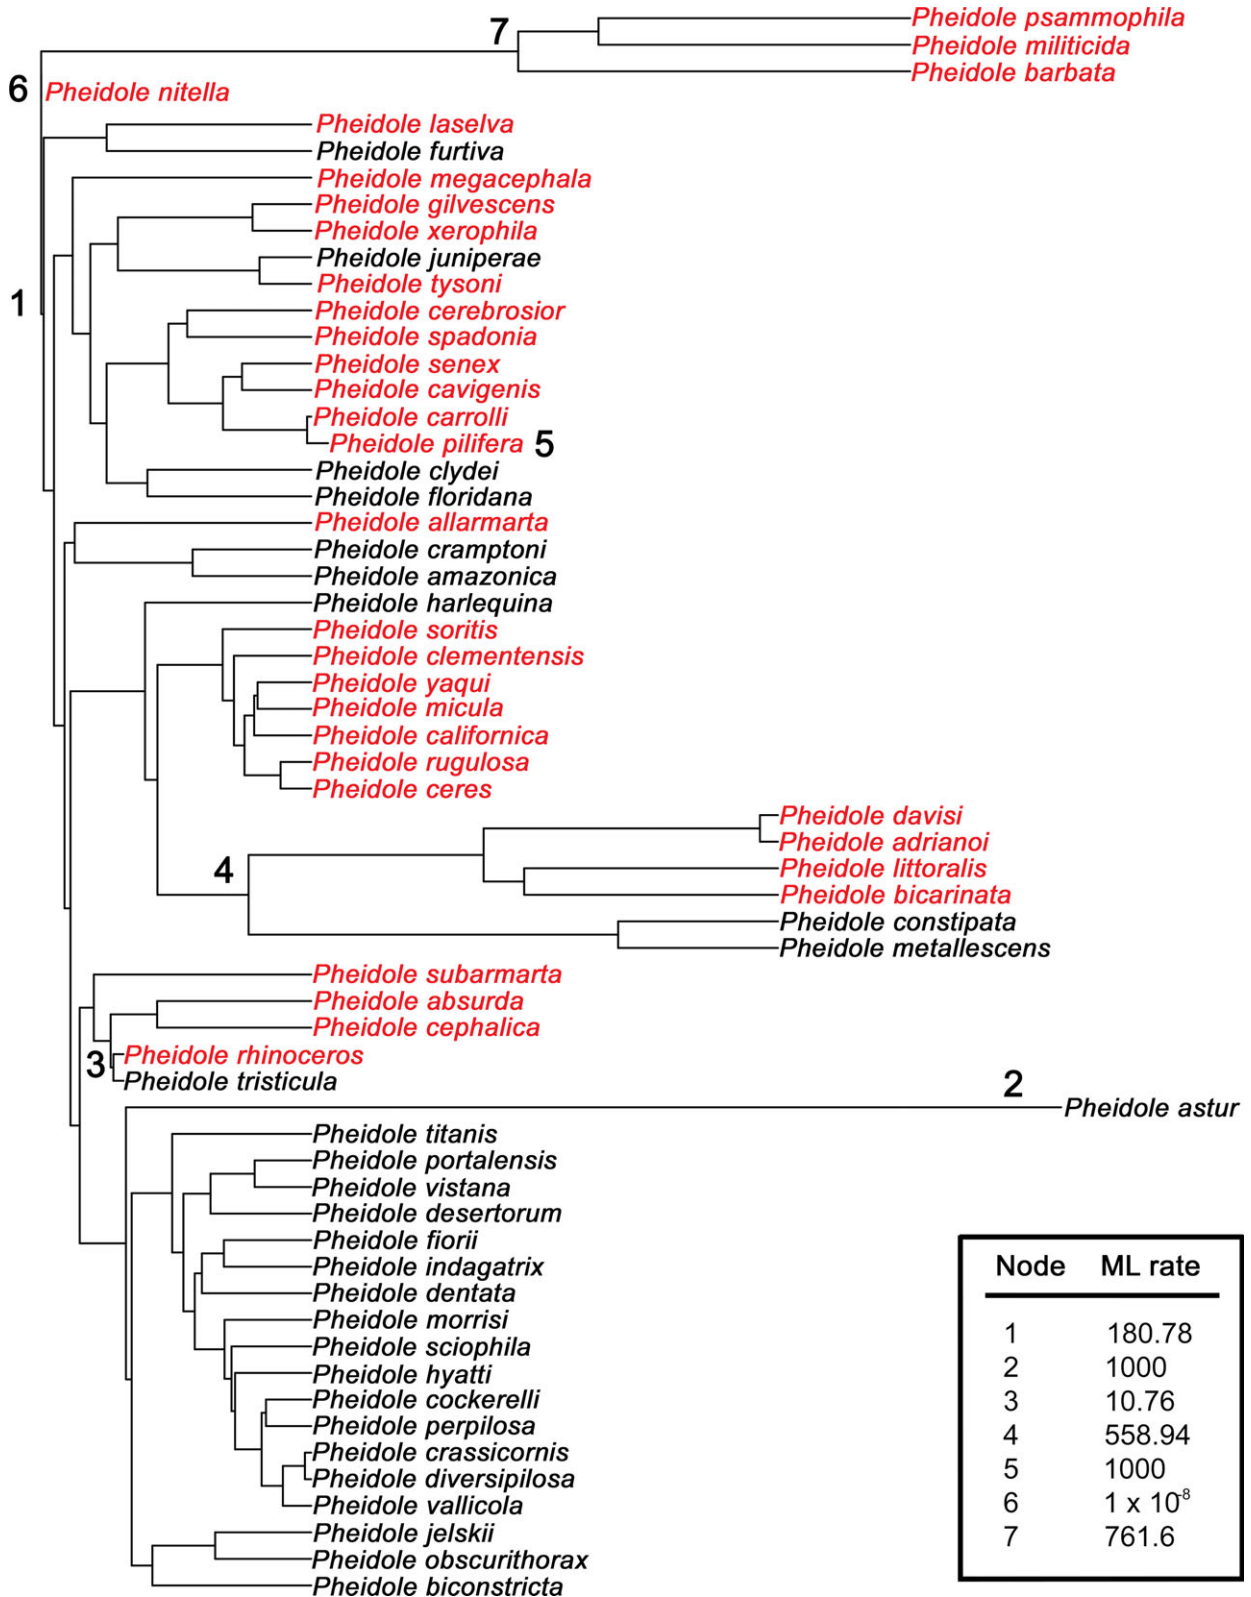 Pheidole psammophila
7
Pheidole militicida
Pheidole barbata
6
Pheidole nitella
Pheidole laselva
Pheidole furtiva
Pheidole megacephala
Pheidole gilvescens
Pheidole xerophila
Pheidole juniperae
Pheidole tysoni
1
Pheidole cerebrosior
Pheidole spadonia
Pheidole senex
Pheidole cavigenis
Pheidole carrolli
Pheidole pilifera 5
Pheidole clydei
Pheidole floridana
Pheidole allarmarta
Pheidole cramptoni
Pheidole amazonica
Pheidole harlequina
Pheidole soritis
Pheidole clementensis
Pheidole yaqui
Pheidole micula
Pheidole californica
Pheidole rugulosa
Pheidole ceres
Pheidole davisi
Pheidole adrianoi
4
Pheidole littoralis
Pheidole bicarinata
Pheidole constipata
Pheidole metallescens
Pheidole subarmarta
Pheidole absurda
Pheidole cephalica
3
Pheidole rhinoceros
Pheidole tristicula
2
Pheidole astur
Pheidole titanis
Pheidole portalensis
Pheidole vistana
Pheidole desertorum
Pheidole fiorii
Pheidole indagatrix
Pheidole dentata
Pheidole morrisi
Pheidole sciophila
Pheidole hyatti
Pheidole cockerelli
Pheidole perpilosa
Pheidole crassicornis
Pheidole diversipilosa
Pheidole vallicola
Pheidole jelskii
Pheidole obscurithorax
Pheidole biconstricta
Node ML rate
1 180.78
2 1000
3 10.76
4 558.94
5 1000
6 1 x 10⁻⁸
7 761.6